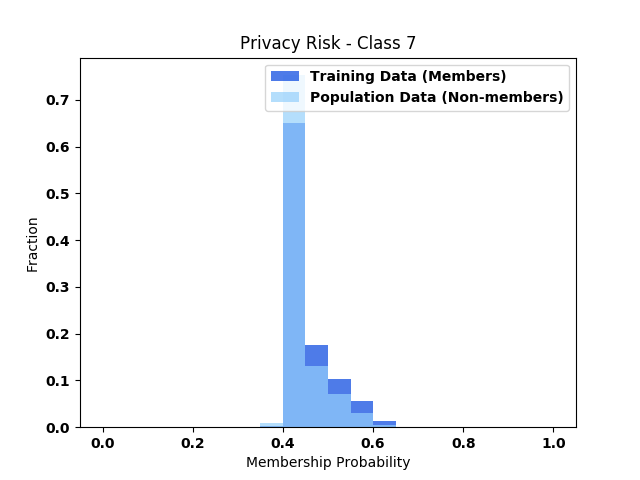 Privacy Risk - Class 7
Training Data (Members)
Population Data (Non-members)
0.7
0.6
0.5
0.4
0.3
0.2
0.1
0.0
Fraction
0.0 0.2 0.4 0.6 0.8 1.0
Membership Probability